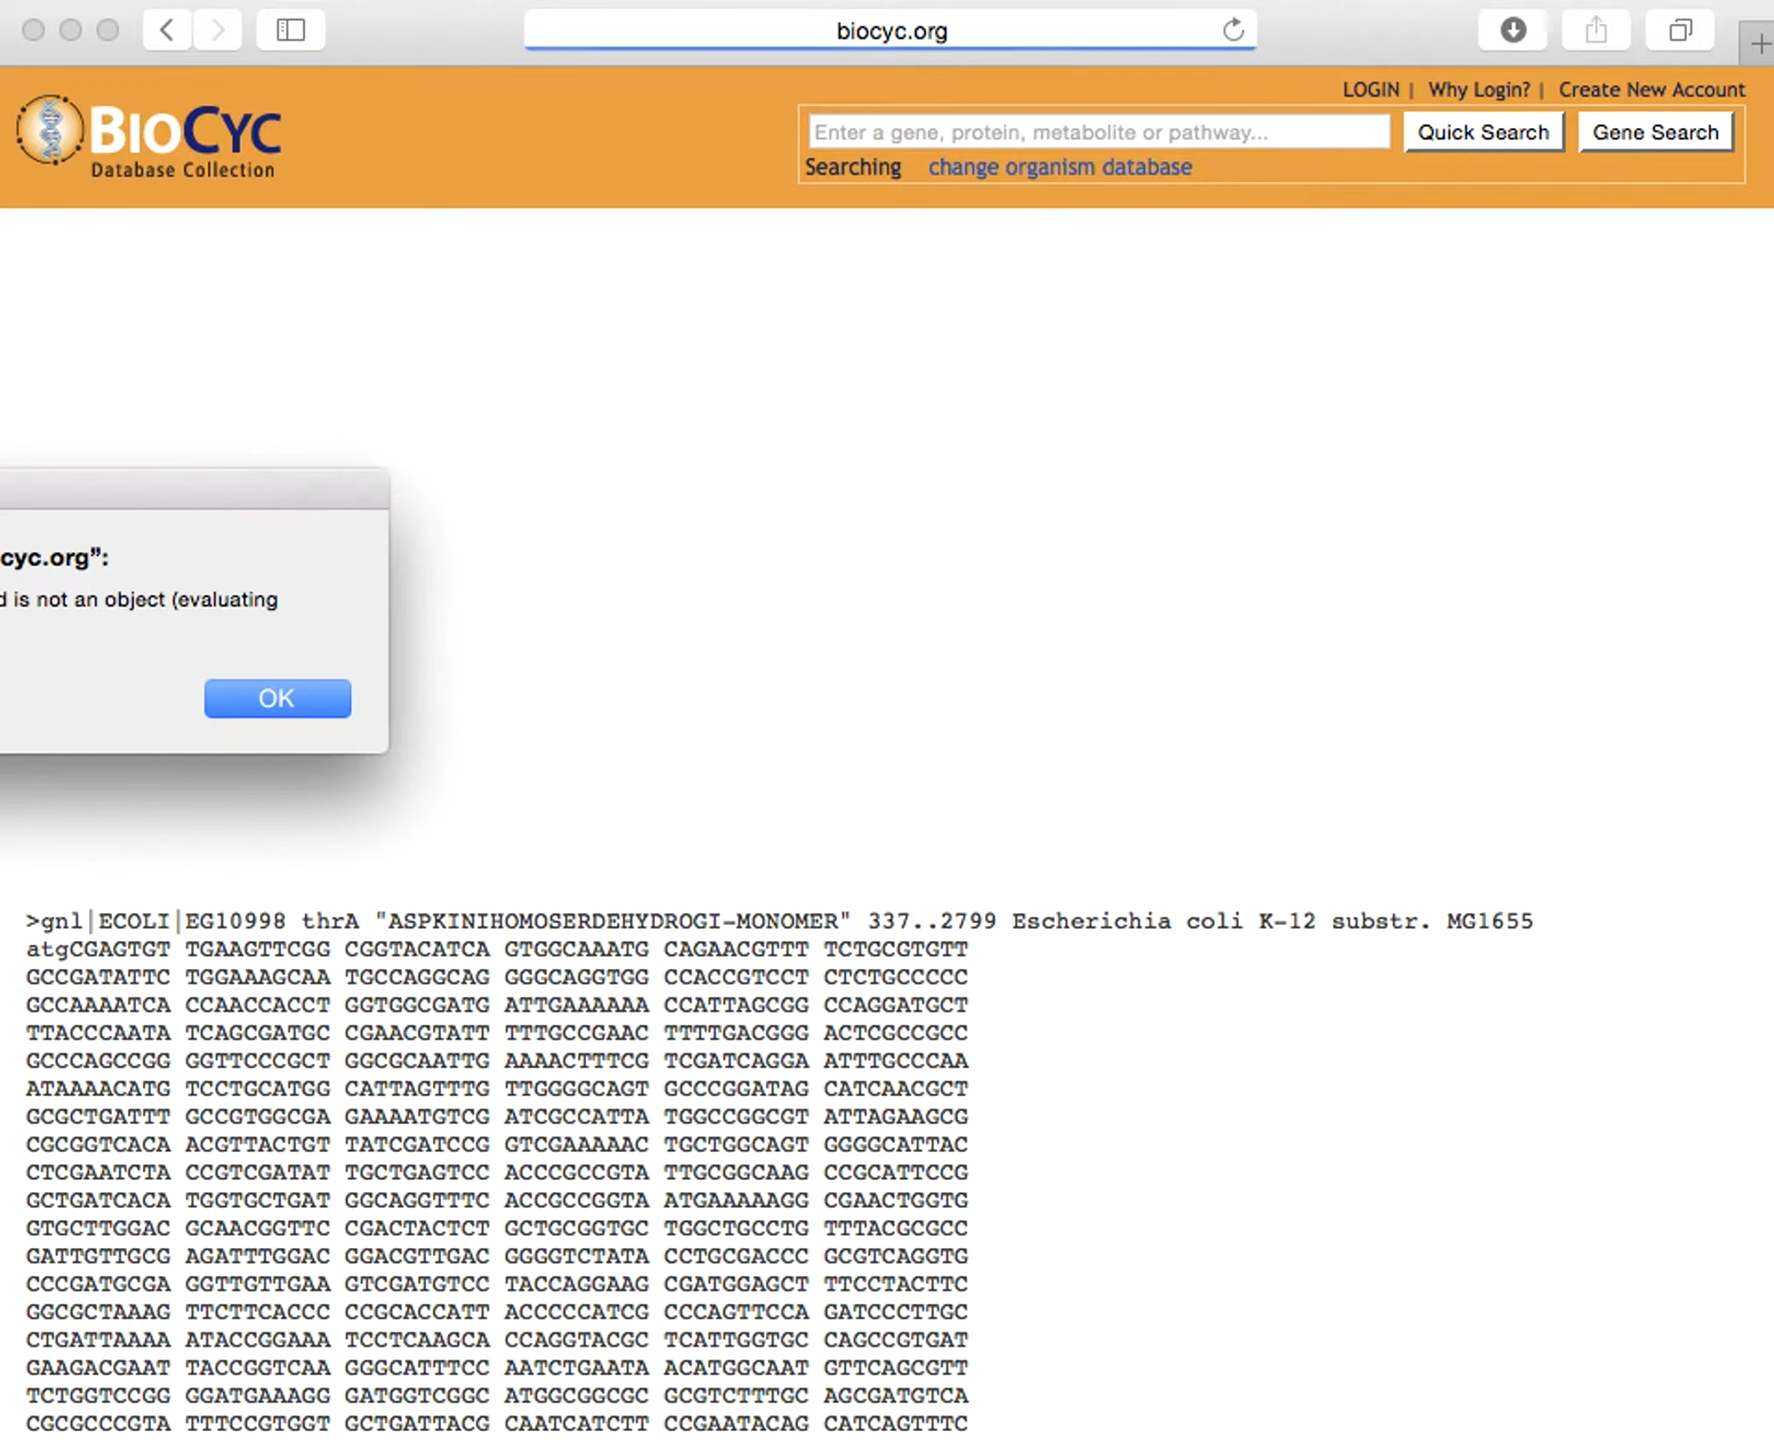 biocyc.org
LOGIN | Why Login? | Create New Account
BIOCYC
Database Collection
Enter a gene, protein, metabolite or pathway...
Quick Search
Gene Search
Searching change organism database
cyc.org”:
d is not an object (evaluating
OK
>gnl|ECOLI|EG10998 thrA "ASPKINIHOMOSERDEHYDROGI-MONOMER" 337..2799 Escherichia coli K-12 substr. MG1655
atgCGAGTGT TGAAGTTCGG CGGTACATCA GTGGCAAATG CAGAACGTTT TCTGCGTGTT
GCCGATATTC TGGAAAGCAA TGCCAGGCAG GGGCAGGTGG CCACCGTCCT CTCTGCCCCC
GCCAAAATCA CCAACCACCT GGTGGCGATG ATTGAAAAAA CCATTAGCGG CCAGGATGCT
TTACCCAATA TCAGCGATGC CGAACGTATT TTTGCCGAAC TTTTGACGGG ACTCGCCGCC
GCCCAGCCGG GGTTCCCGCT GGCGCAATTG AAAACTTTCG TCGATCAGGA ATTTGCCCAA
ATAAAACATG TCCTGCATGG CATTAGTTTG TTGGGGCAGT GCCCGGATAG CATCAACGCT
GCGCTGATTT GCCGTGGCGA GAAAATGTCG ATCGCCATTA TGGCCGGCGT ATTAGAAGCG
CGCGGTCACA ACGTTACTGT TATCGATCCG GTCGAAAAAC TGCTGGCAGT GGGGCATTAC
CTCGAATCTA CCGTCGATAT TGCTGAGTCC ACCCGCCGTA TTGCGGCAAG CCGCATTCCG
GCTGATCACA TGGTGCTGAT GGCAGGTTTC ACCGCCGGTA ATGAAAAAGG CGAACTGGTG
GTGCTTGGAC GCAACGGTTC CGACTACTCT GCTGCGGTGC TGGCTGCCTG TTTACGCGCC
GATTGTTGCG AGATTTGGAC GGACGTTGAC GGGGTCTATA CCTGCGACCC GCGTCAGGTG
CCCGATGCGA GGTTGTTGAA GTCGATGTCC TACCAGGAAG CGATGGAGCT TTCCTACTTC
GGCGCTAAAG TTCTTCACCC CCGCACCATT ACCCCCATCG CCCAGTTCCA GATCCCTTGC
CTGATTAAAA ATACCGGAAA TCCTCAAGCA CCAGGTACGC TCATTGGTGC CAGCCGTGAT
GAAGACGAAT TACCGGTCAA GGGCATTTCC AATCTGAATA ACATGGCAAT GTTCAGCGTT
TCTGGTCCGG GGATGAAAGG GATGGTCGGC ATGGCGGCGC GCGTCTTTGC AGCGATGTCA
CGCGCCCGTA TTTCCGTGGT GCTGATTACG CAATCATCTT CCGAATACAG CATCAGTTTC